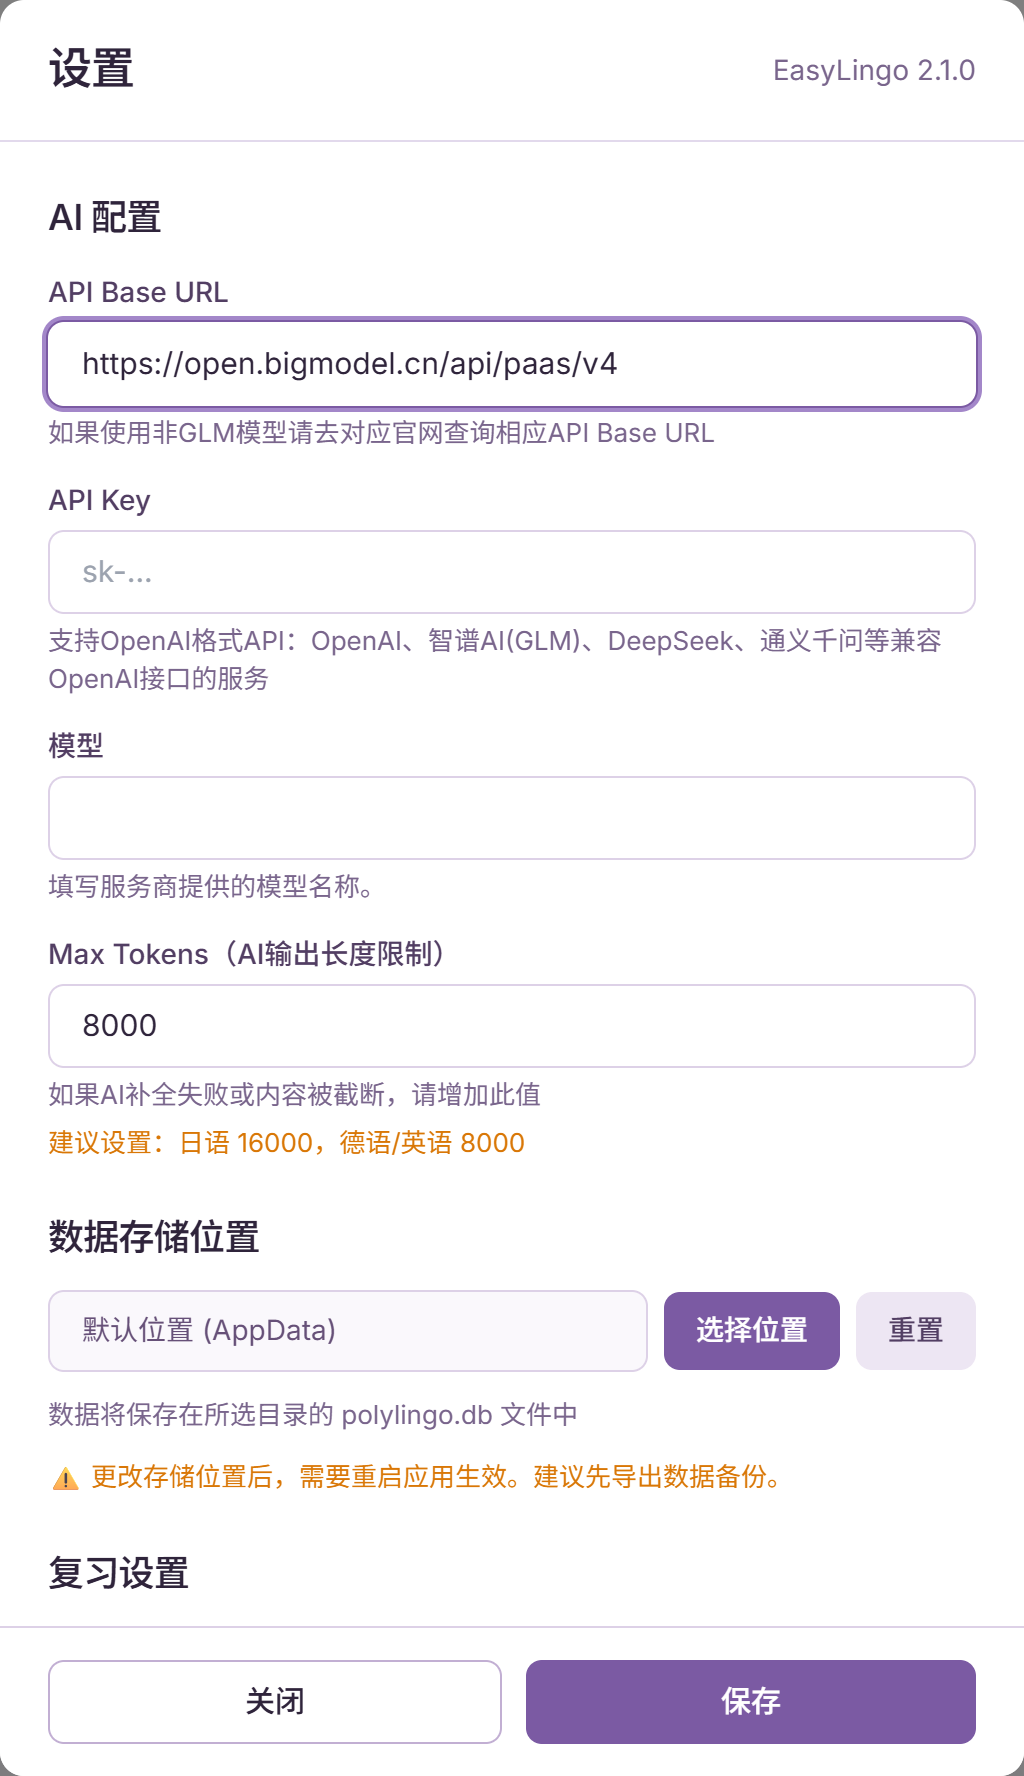 设置
EasyLingo 2.1.0
AI 配置
API Base URL
https://open.bigmodel.cn/api/paas/v4
如果使用非GLM模型请去对应官网查询相应API Base URL
API Key
sk-...
支持OpenAI格式API：OpenAI、智谱AI(GLM)、DeepSeek、通义千问等兼容
OpenAI接口的服务
模型
填写服务商提供的模型名称。
Max Tokens（AI输出长度限制）
8000
如果AI补全失败或内容被截断，请增加此值
建议设置：日语 16000，德语/英语 8000
数据存储位置
默认位置 (AppData)
选择位置
重置
数据将保存在所选目录的 polylingo.db 文件中
⚠️ 更改存储位置后，需要重启应用生效。建议先导出数据备份。
复习设置
关闭
保存